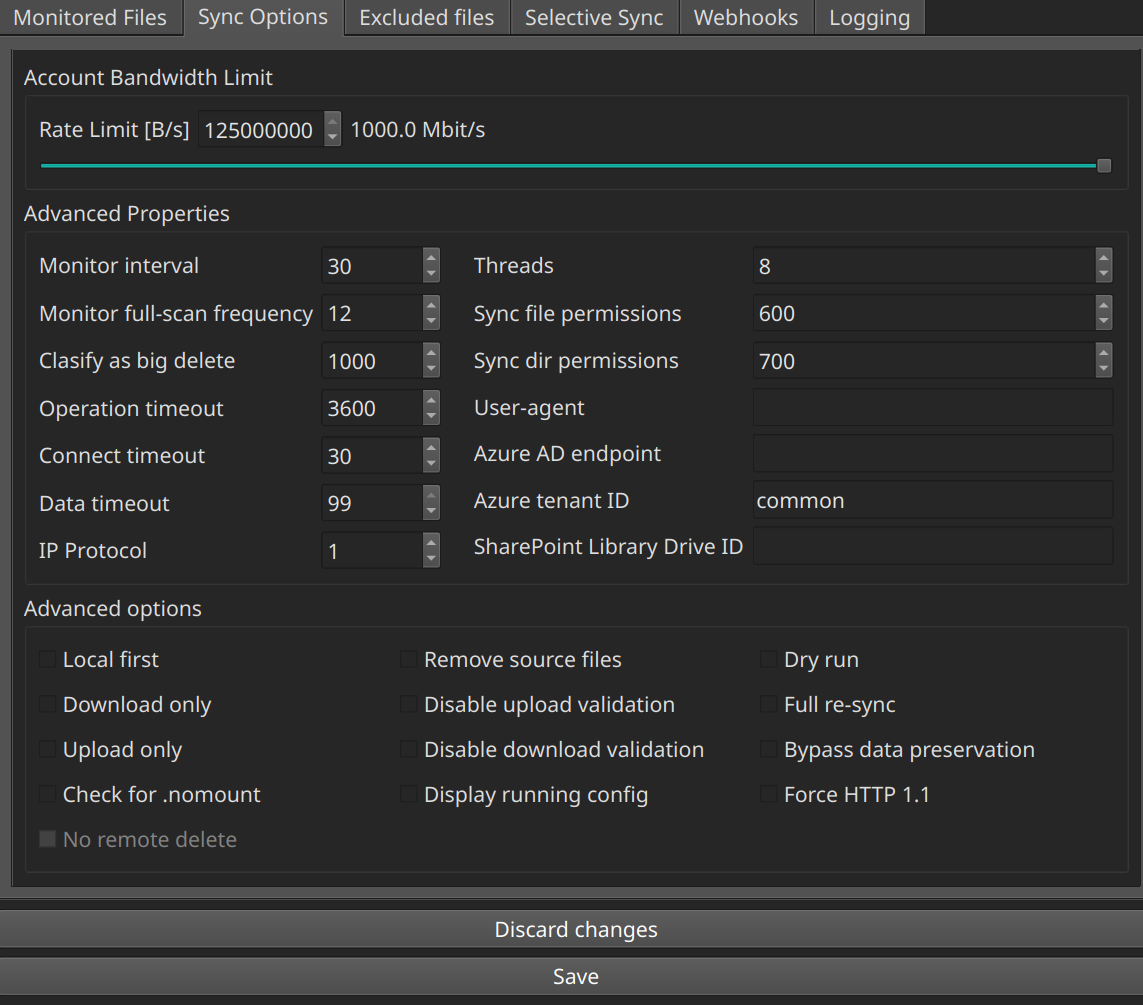 Monitored Files Sync Options Excluded files Selective Sync Webhooks Logging
Account Bandwidth Limit
Rate Limit [B/s] 125000000 1000.0 Mbit/s
Advanced Properties
Monitor interval 30 Threads 8
Monitor full-scan frequency 12 Sync file permissions 600
Clasify as big delete 1000 Sync dir permissions 700
Operation timeout 3600 User-agent
Connect timeout 30 Azure AD endpoint
Data timeout 99 Azure tenant ID common
IP Protocol 1 SharePoint Library Drive ID
Advanced options
Local first Remove source files Dry run
Download only Disable upload validation Full re-sync
Upload only Disable download validation Bypass data preservation
Check for .nomount Display running config Force HTTP 1.1
No remote delete
Discard changes
Save